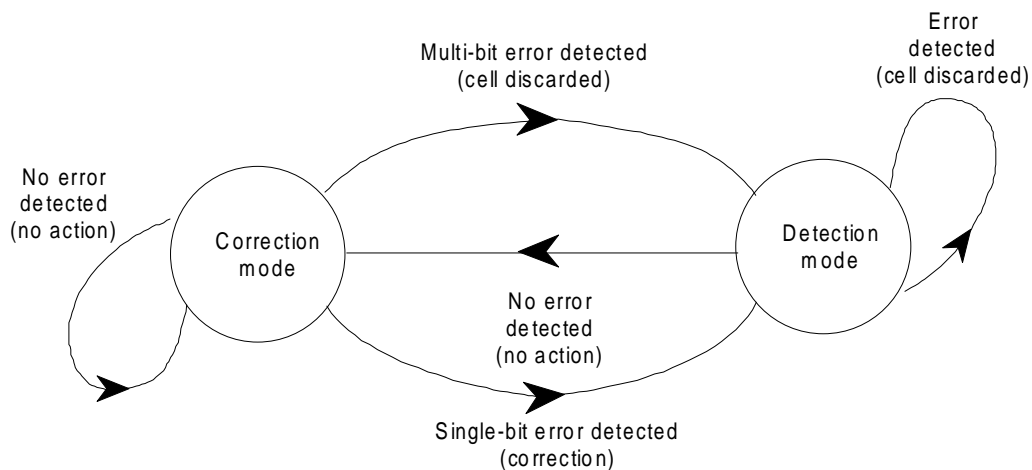 Multi-bit error detected
(cell discarded)
Error
detected
(cell discarded)
No error
detected
(no action)
Correction
mode
Detection
mode
No error
detected
(no action)
Single-bit error detected
(correction)